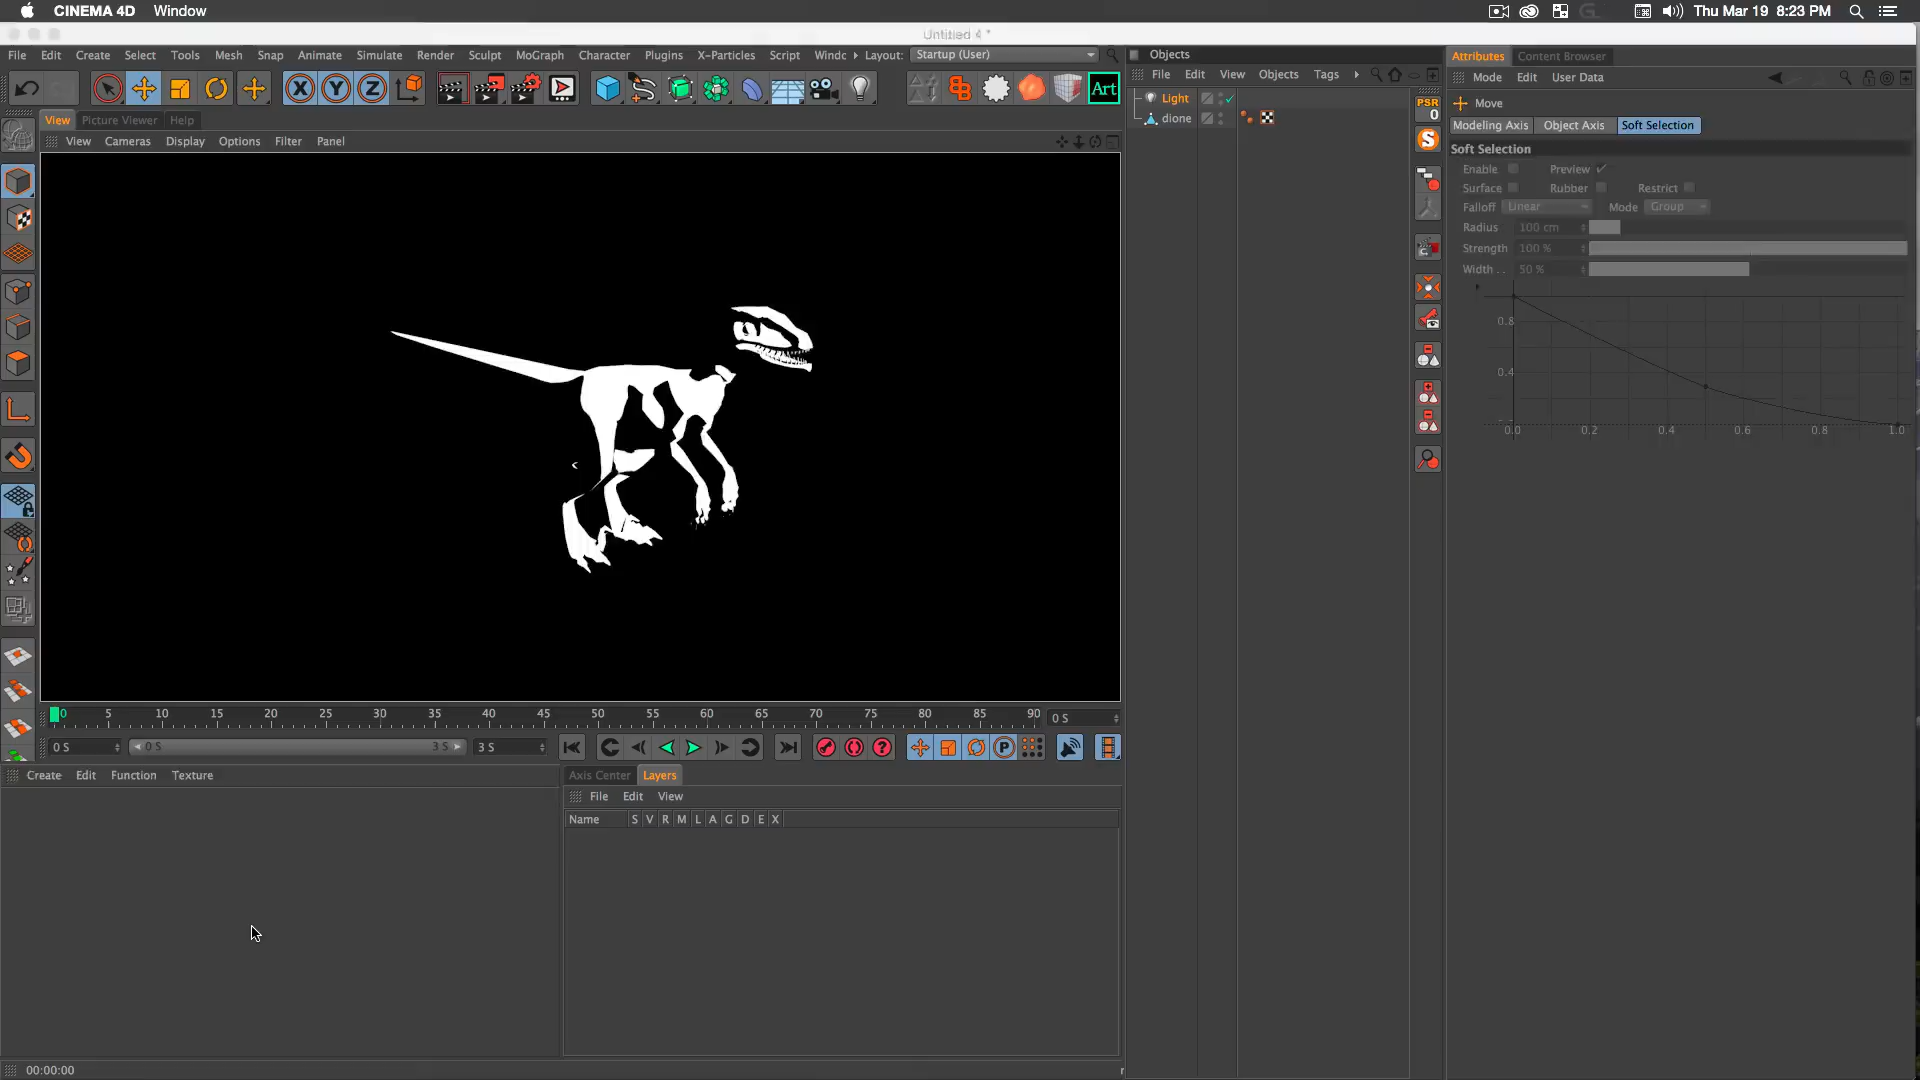 CINEMA 4D Window
Thu Mar 19 8:23 PM
Untitled 4 *
File Edit Create Select Tools Mesh Snap Animate Simulate Render Sculpt MoGraph Character Plugins X-Particles Script Windc Layout: Startup (User)
Objects
Attributes Content Browser
File Edit View Objects Tags
Mode Edit User Data
X Y Z
Art
PSR
0
Light
dione
S
Move
Modeling Axis Object Axis Soft Selection
View Picture Viewer Help
View Cameras Display Options Filter Panel
Soft Selection
Enable Preview
Surface Rubber Restrict
Falloff Linear Mode Group
Radius 100 cm
Strength 100 %
Width . . 50 %
0.8
0.4
0.0 0.2 0.4 0.6 0.8 1.0
0 5 10 15 20 25 30 35 40 45 50 55 60 65 70 75 80 85 90 0 S
0 S 0 S 3 S 3 S
P
Create Edit Function Texture
Axis Center Layers
File Edit View
Name S V R M L A G D E X
00:00:00